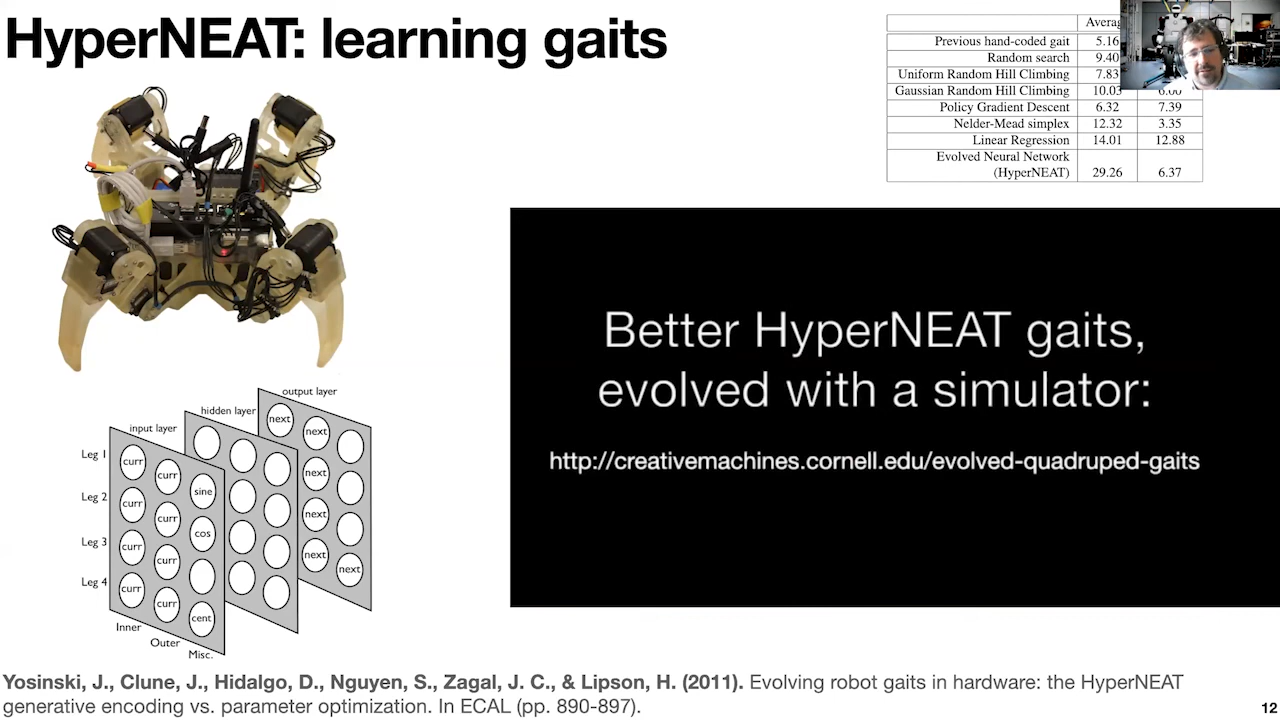 HyperNEAT: learning gaits
Averag
Previous hand-coded gait 5.16
Random search 9.40
Uniform Random Hill Climbing 7.83
Gaussian Random Hill Climbing 10.03 6.00
Policy Gradient Descent 6.32 7.39
Nelder-Mead simplex 12.32 3.35
Linear Regression 14.01 12.88
Evolved Neural Network
(HyperNEAT) 29.26 6.37
Better HyperNEAT gaits,
evolved with a simulator:
http://creativemachines.cornell.edu/evolved-quadruped-gaits
output layer
hidden layer
input layer
next
next
Leg 1
curr
curr
next
sine
Leg 2
curr
curr
next
cos
Leg 3
curr
curr
next
next
Leg 4
curr
curr
cent
Inner
Outer
Misc.
Yosinski, J., Clune, J., Hidalgo, D., Nguyen, S., Zagal, J. C., & Lipson, H. (2011). Evolving robot gaits in hardware: the HyperNEAT
generative encoding vs. parameter optimization. In ECAL (pp. 890-897).
12